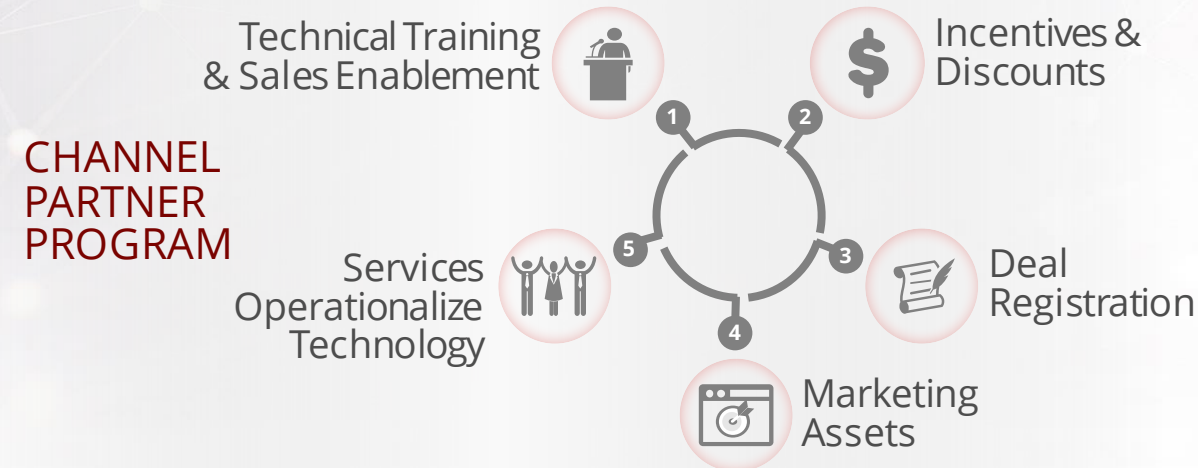 CHANNEL
PARTNER
PROGRAM
Technical Training
& Sales Enablement
1
Incentives &
Discounts
2
Deal
Registration
3
Marketing
Assets
4
Services
Operationalize
Technology
5